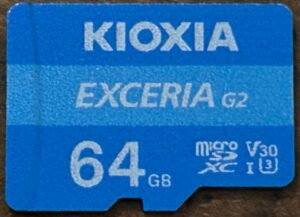 KIOXIA
EXCERIA G2
64 GB
micro SD XC V30 I 3